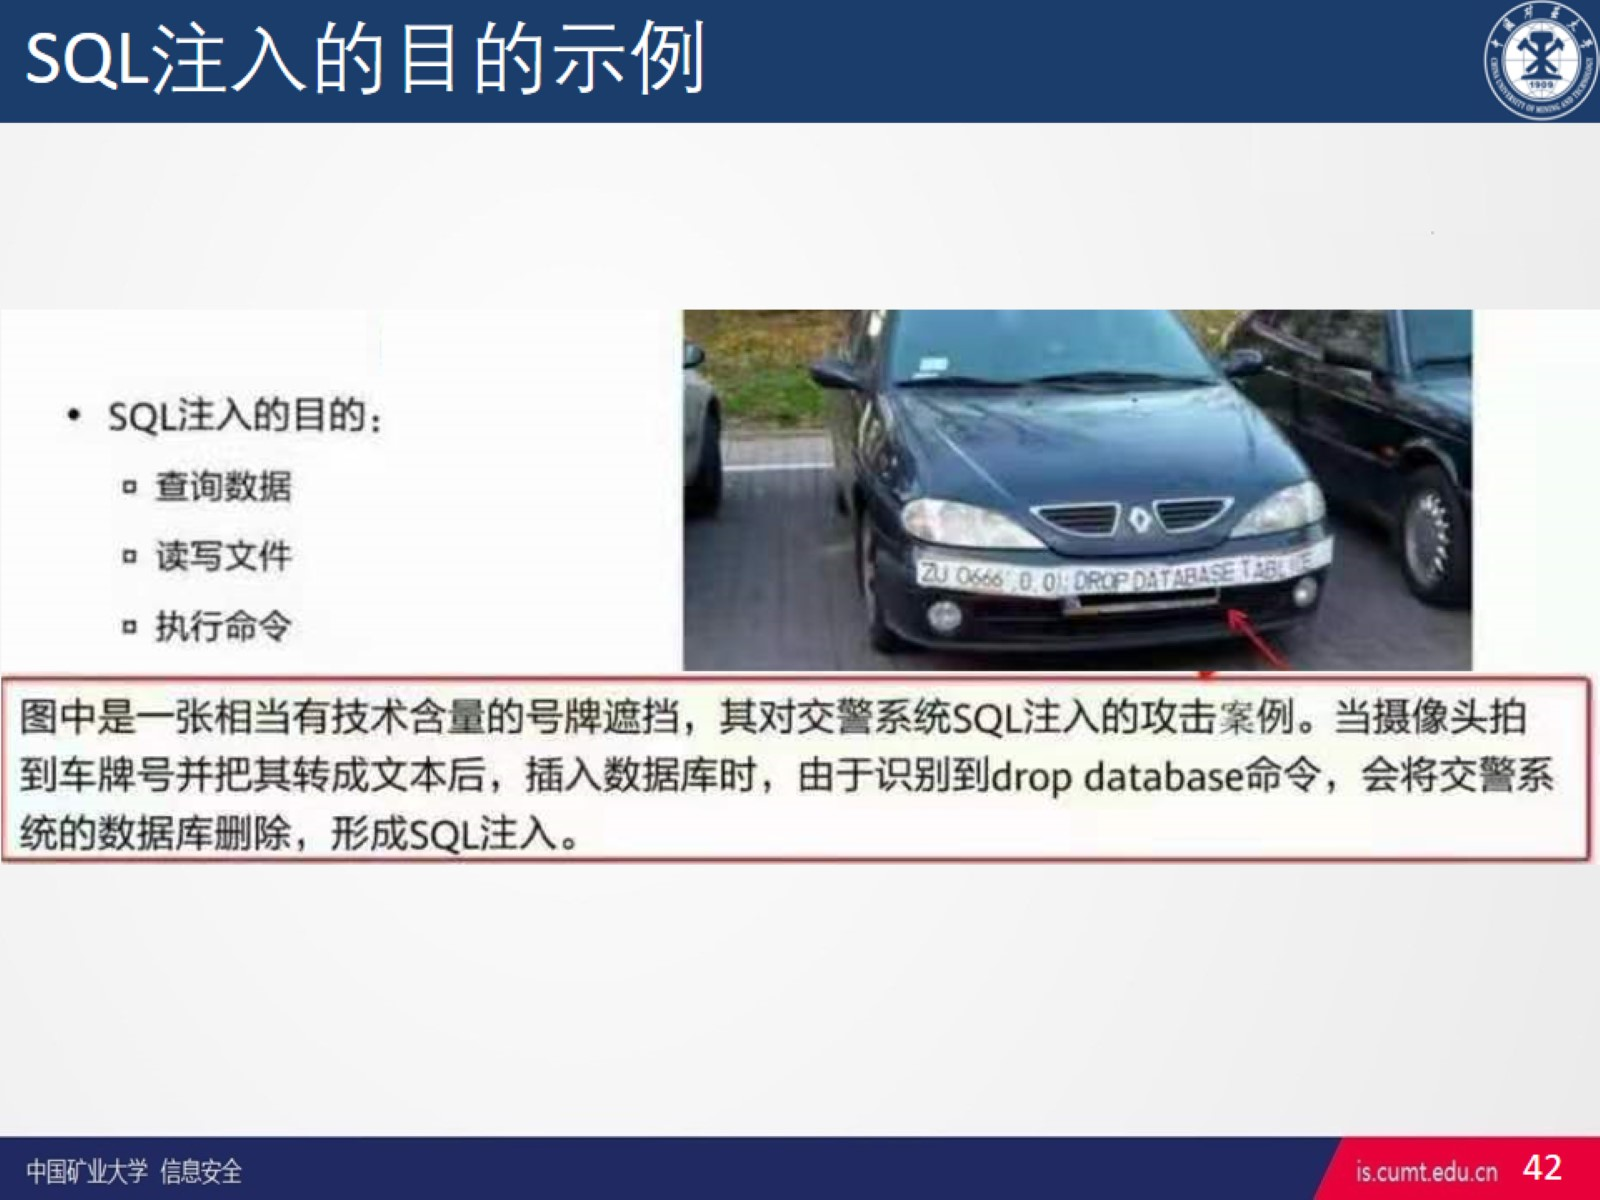 SQL注入的目的示例
1909
• SQL注入的目的：
查询数据
读写文件
执行命令
ZU 0666',0,0); DROP DATABASE TABL
图中是一张相当有技术含量的号牌遮挡，其对交警系统SQL注入的攻击案例。当摄像头拍
到车牌号并把其转成文本后，插入数据库时，由于识别到drop database命令，会将交警系
统的数据库删除，形成SQL注入。
中国矿业大学 信息安全
is.cumt.edu.cn 42